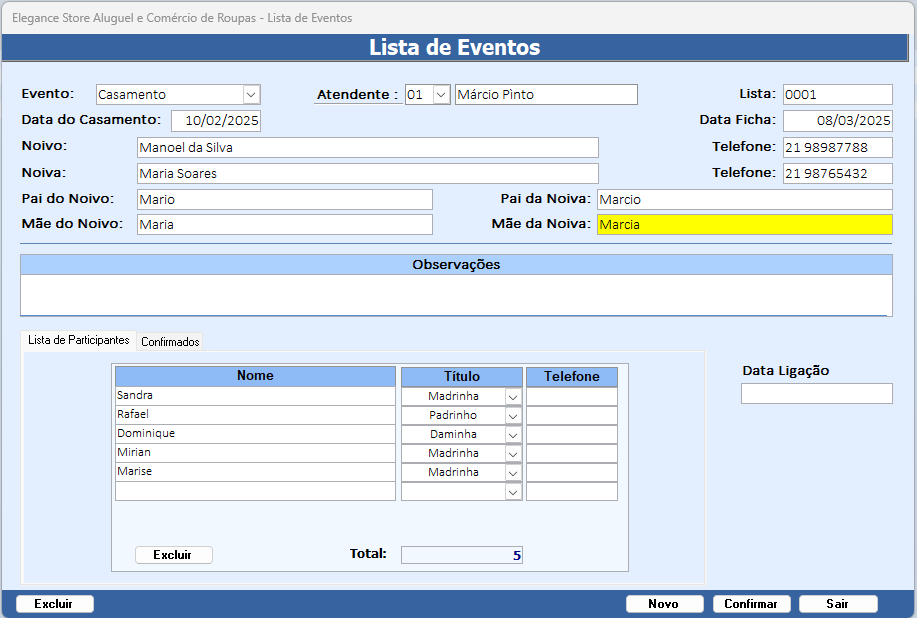 Elegance Store Aluguel e Comércio de Roupas - Lista de Eventos
Lista de Eventos
Evento: Casamento Atendente : 01 Márcio Pinto Lista: 0001
Data do Casamento: 10/02/2025 Data Ficha: 08/03/2025
Noivo: Manoel da Silva Telefone: 21 98987788
Noiva: Maria Soares Telefone: 21 98765432
Pai do Noivo: Mario Pai da Noiva: Marcio
Mãe do Noivo: Maria Mãe da Noiva: Marcia
Observações
Lista de Participantes Confirmados
Nome Título Telefone
Sandra Madrinha
Rafael Padrinho
Dominique Daminha
Mirian Madrinha
Marise Madrinha
Excluir Total: 5
Data Ligação
Excluir Novo Confirmar Sair